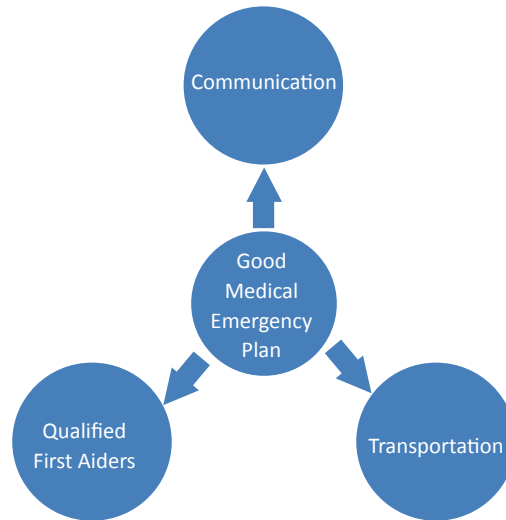 Communication
Good
Medical
Emergency
Plan
Qualified
First Aiders
Transportation